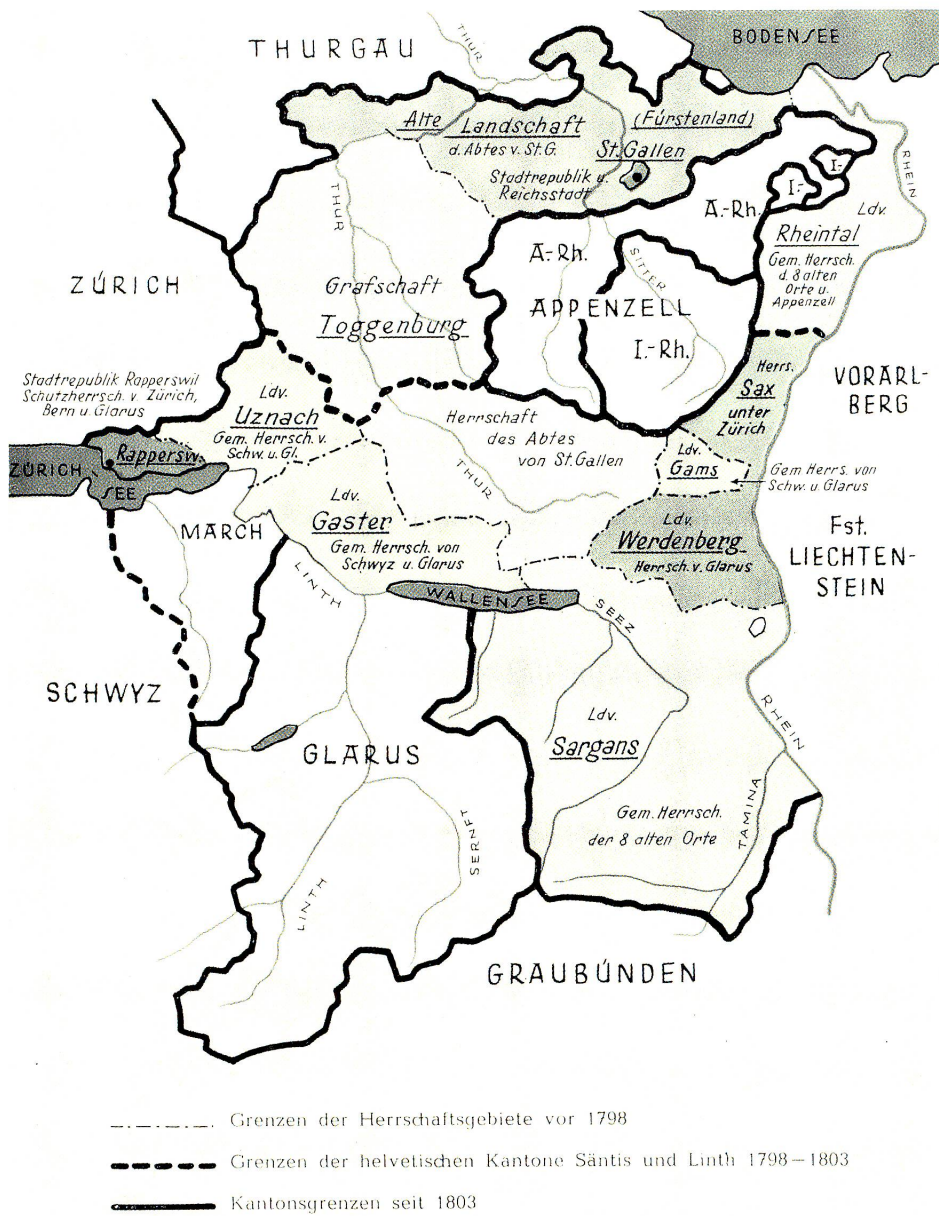 THURGAU
THUR
BODENSEE
Alte Landschaft
d. Abtes v. St.G.
(Fürstenland)
St.Gallen
Stadtrepublik u.
Reichsstadt
RHEIN
I.-
I.-
A.-Rh.
Ldv.
Rheintal
Gem. Herrsch.
d. 8 alten
Orte u.
Appenzell
THUR
A.-Rh.
SITTER
ZÜRICH
Grafschaft
Toggenburg
APPENZELL
I.-Rh.
Stadtrepublik Rapperswil
Schutzherrsch. v. Zürich,
Bern u. Glarus
Ldv.
Uznach
Gem. Herrsch. v.
Schw. u. Gl.
Herrs.
Sax
unter
Zürich
VORARL-
BERG
Herrschaft
des Abtes
von St.Gallen
Rappersw.
ZÜRICH
SEE
Ldv.
Gams
Gem Herrs. von
Schw. u. Glarus
THUR
MARCH
Ldv.
Gaster
Gem. Herrsch. von
Schwyz u. Glarus
Ldv.
Werdenberg
Herrsch. v. Glarus
Fst.
LIECHTEN-
STEIN
LINTH
WALLENSEE
SEEZ
SCHWYZ
GLARUS
Ldv.
Sargans
RHEIN
Gem. Herrsch.
der 8 alten Orte
TAMINA
SERNFT
LINTH
GRAUBÜNDEN
Grenzen der Herrschaftsgebiete vor 1798
Grenzen der helvetischen Kantone Säntis und Linth 1798–1803
Kantonsgrenzen seit 1803